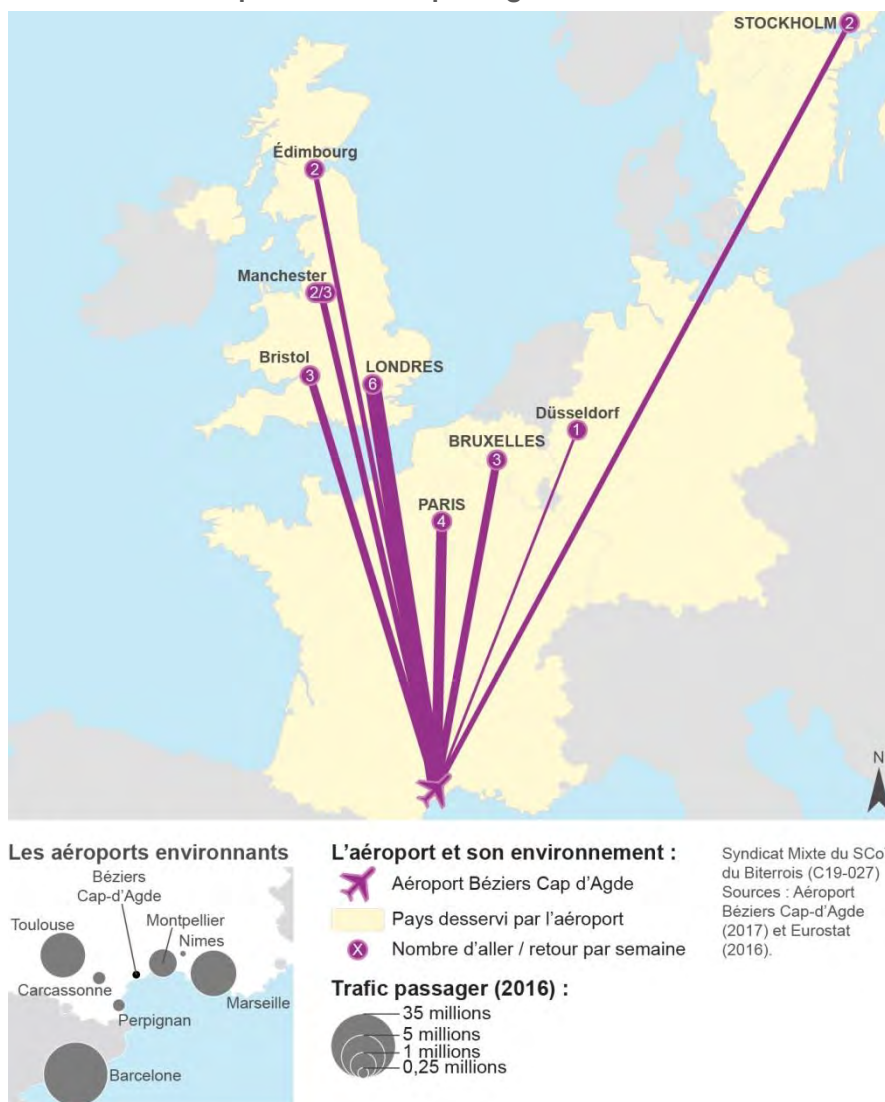 STOCKHOLM
2
Édimbourg
2
Manchester
2/3
Bristol
3
LONDRES
6
Düsseldorf
1
BRUXELLES
3
PARIS
4
N
Les aéroports environnants
Béziers
Cap-d'Agde
Toulouse
Montpellier
Nimes
Carcassonne
Marseille
Perpignan
Barcelone
L'aéroport et son environnement :
Aéroport Béziers Cap d'Agde
Pays desservi par l'aéroport
X Nombre d'aller / retour par semaine
Trafic passager (2016) :
35 millions
5 millions
1 millions
0,25 millions
Syndicat Mixte du SCo
du Biterrois (C19-027)
Sources : Aéroport
Béziers Cap-d'Agde
(2017) et Eurostat
(2016).